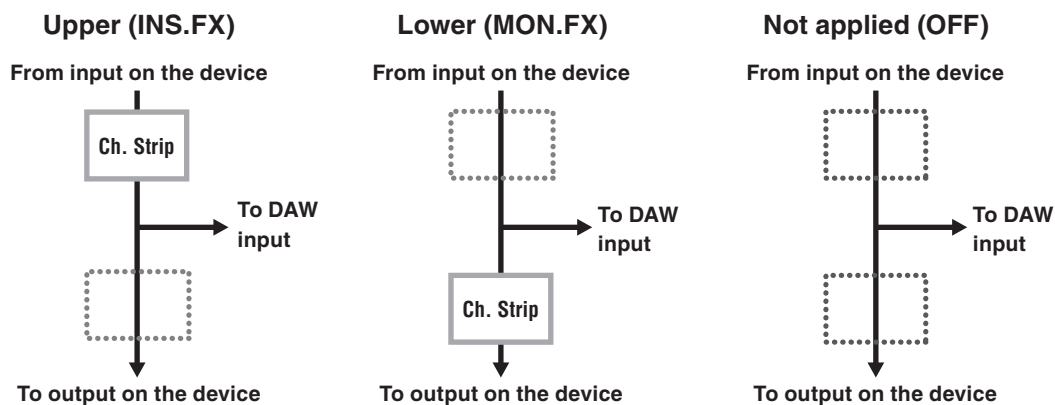 Upper (INS.FX)
From input on the device
Ch. Strip
To DAW
input
To output on the device
Lower (MON.FX)
From input on the device
To DAW
input
Ch. Strip
To output on the device
Not applied (OFF)
From input on the device
To DAW
input
To output on the device